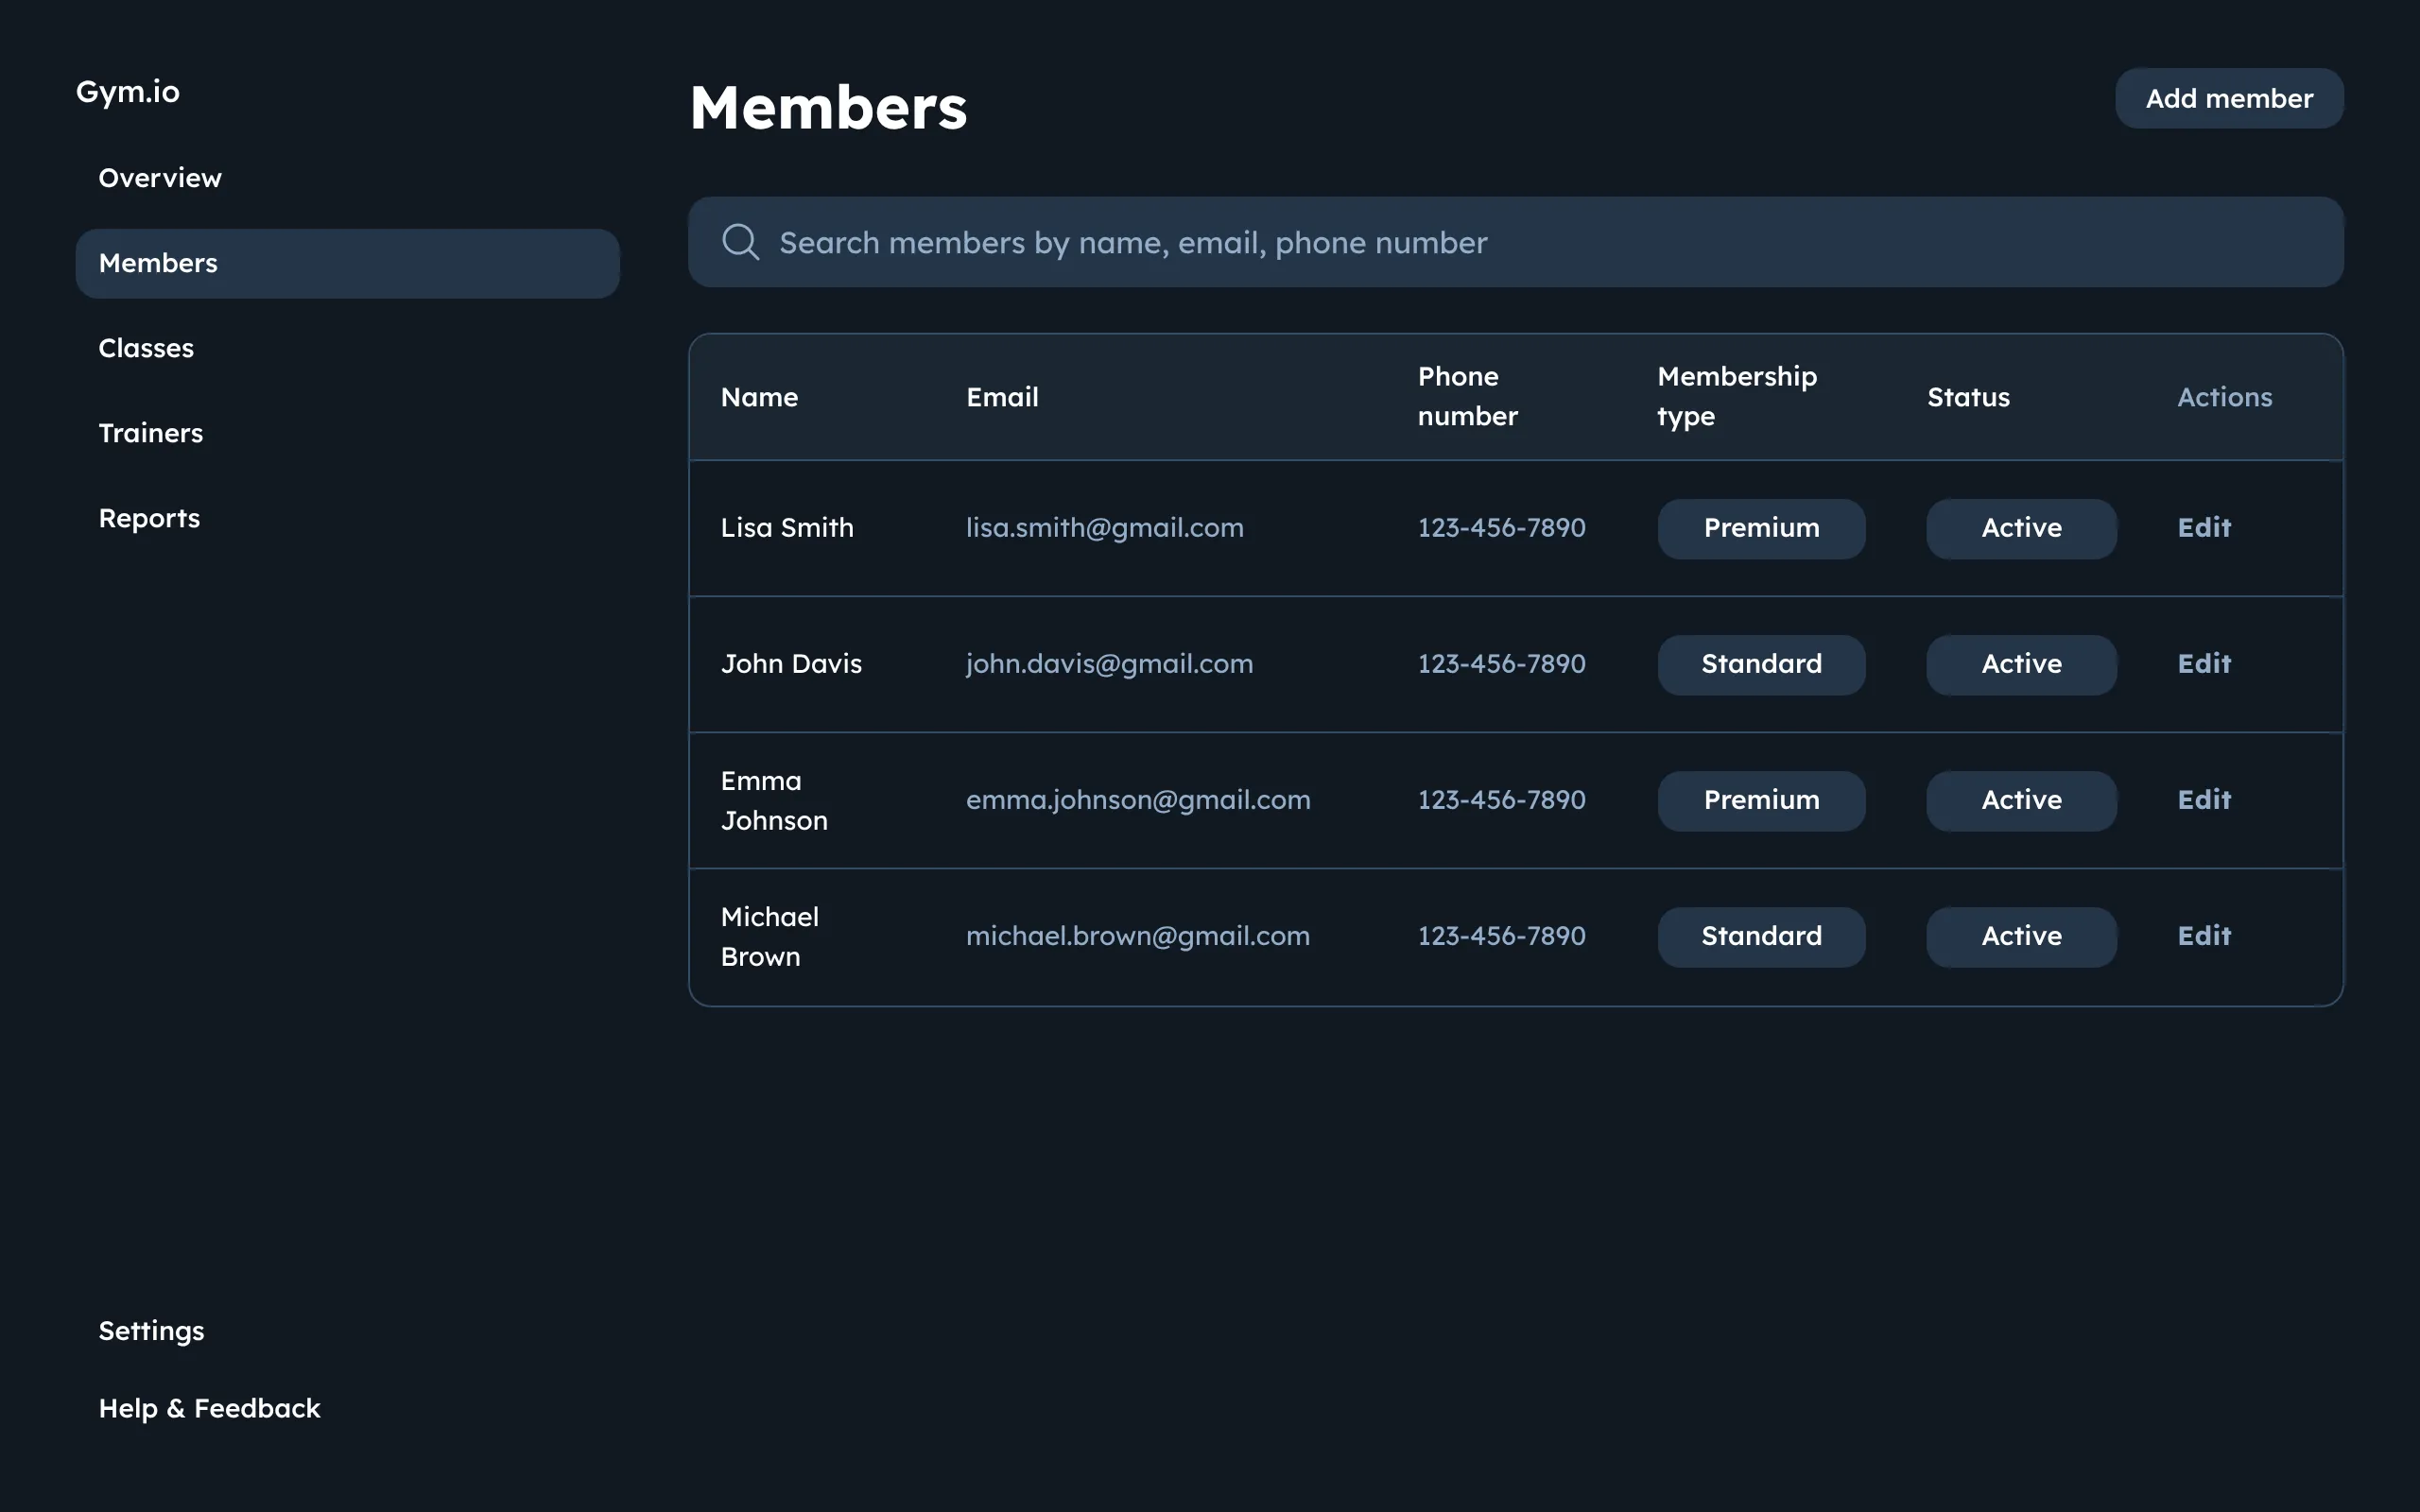 Gym.io
Overview
Members
Classes
Trainers
Reports
Settings
Help & Feedback
Members
Add member
Search members by name, email, phone number
Name Email Phone number Membership type Status Actions
Lisa Smith lisa.smith@gmail.com 123-456-7890 Premium Active Edit
John Davis john.davis@gmail.com 123-456-7890 Standard Active Edit
Emma Johnson emma.johnson@gmail.com 123-456-7890 Premium Active Edit
Michael Brown michael.brown@gmail.com 123-456-7890 Standard Active Edit